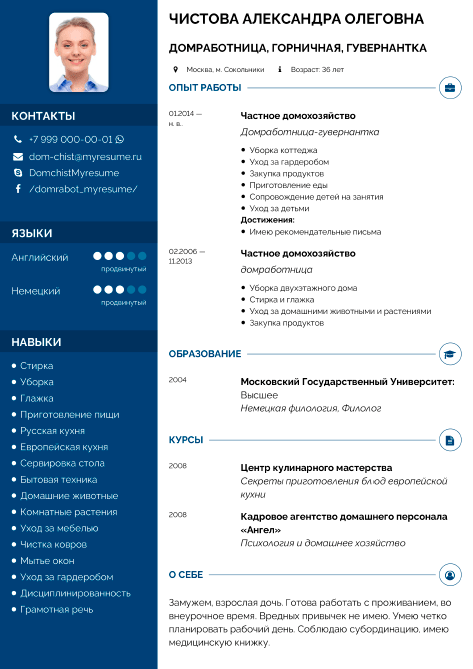 ЧИСТОВА АЛЕКСАНДРА ОЛЕГОВНА
ДОМРАБОТНИЦА, ГОРНИЧНАЯ, ГУВЕРНАНТКА
Москва, м. Сокольники
Возраст: 36 лет
КОНТАКТЫ
+7 999 000-00-01
dom-chist@myresume.ru
DomchistMyresume
/domrabot_myresume/
ЯЗЫКИ
Английский
продвинутый
Немецкий
продвинутый
НАВЫКИ
Стирка
Уборка
Глажка
Приготовление пищи
Русская кухня
Европейская кухня
Сервировка стола
Бытовая техника
Домашние животные
Комнатные растения
Уход за мебелью
Чистка ковров
Мытье окон
Уход за гардеробом
Дисциплинированность
Грамотная речь
ОПЫТ РАБОТЫ
01.2014 —
н. в.
Частное домохозяйство
Домработница-гувернантка
Уборка коттеджа
Уход за гардеробом
Закупка продуктов
Приготовление еды
Сопровождение детей на занятия
Уход за детьми
Достижения:
Имею рекомендательные письма
02.2006 —
11.2013
Частное домохозяйство
домработница
Уборка двухэтажного дома
Стирка и глажка
Уход за домашними животными и растениями
Закупка продуктов
ОБРАЗОВАНИЕ
2004
Московский Государственный Университет:
Высшее
Немецкая филология, Филолог
КУРСЫ
2008
Центр кулинарного мастерства
Секреты приготовления блюд европейской
кухни
2008
Кадровое агентство домашнего персонала
«Ангел»
Психология и домашнее хозяйство
О СЕБЕ
Замужем, взрослая дочь. Готова работать с проживанием, во
внеурочное время. Вредных привычек не имею. Умею четко
планировать рабочий день. Соблюдаю субординацию, имею
медицинскую книжку.